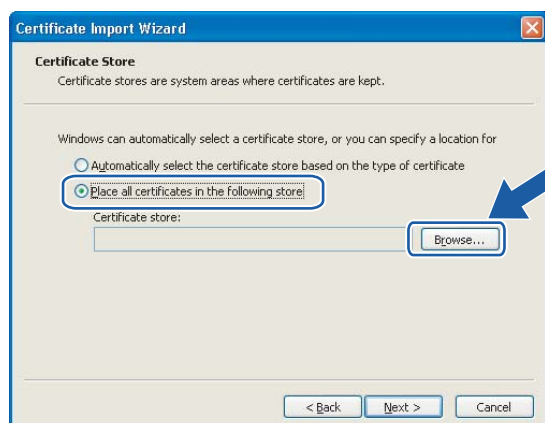 Certificate Import Wizard
Certificate Store
Certificate stores are system areas where certificates are kept.
Windows can automatically select a certificate store, or you can specify a location for
Automatically select the certificate store based on the type of certificate
Place all certificates in the following store
Certificate store:
Browse...
< Back
Next >
Cancel